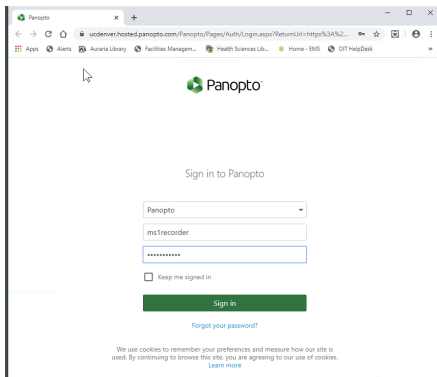 Panopto
ucdenver.hosted.panopto.com/Panopto/Pages/Auth/Login.aspx?ReturnUrl=https%3A%2...
Apps Alerts Auraria Library Facilities Managem... Health Sciences Lib... Home - EMS OIT HelpDesk »
Panopto
Sign in to Panopto
Panopto
ms1recorder
•••••••••••
Keep me signed in
Sign in
Forgot your password?
We use cookies to remember your preferences and measure how our site is
used. By continuing to browse this site, you are agreeing to our use of cookies.
Learn more